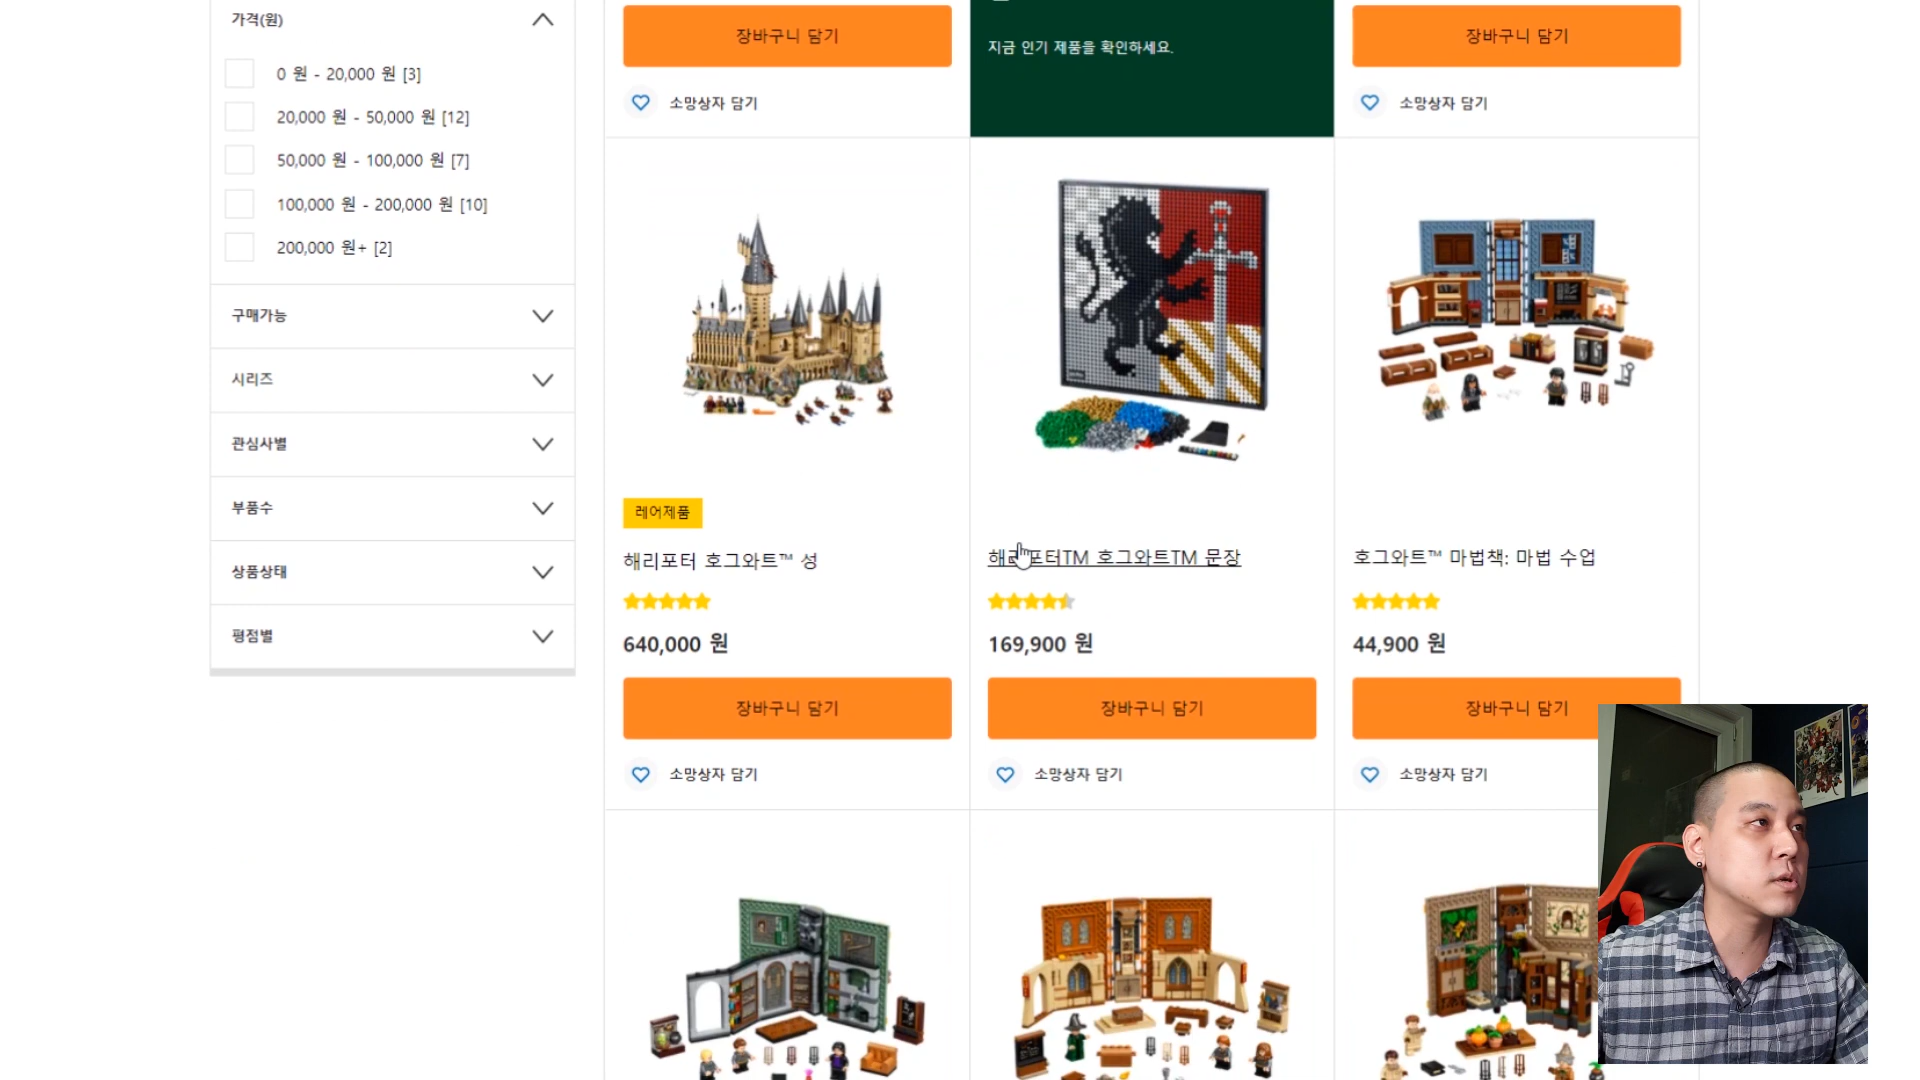 가격(원)
0 원 - 20,000 원 [3]
20,000 원 - 50,000 원 [12]
50,000 원 - 100,000 원 [7]
100,000 원 - 200,000 원 [10]
200,000 원+ [2]
구매가능
시리즈
관심사별
부품수
상품상태
평점별
장바구니 담기
지금 인기 제품을 확인하세요.
장바구니 담기
소망상자 담기
소망상자 담기
레어제품
해리포터 호그와트™ 성
해리포터TM 호그와트TM 문장
호그와트™ 마법책: 마법 수업
640,000 원
169,900 원
44,900 원
장바구니 담기
장바구니 담기
장바구니 담기
소망상자 담기
소망상자 담기
소망상자 담기